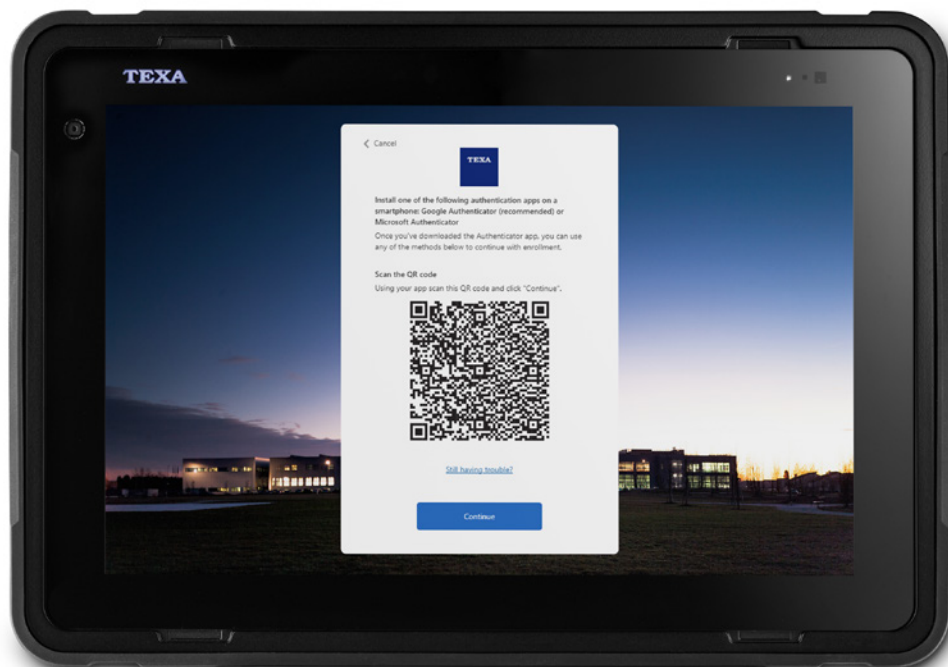 TEXA
Cancel
TEXA
Install one of the following authentication apps on a
smartphone: Google Authenticator (recommended) or
Microsoft Authenticator
Once you've downloaded the Authenticator app, you can use
any of the methods below to continue with enrollment.
Scan the QR code
Using your app scan this QR code and click "Continue".
Still having trouble?
Continue